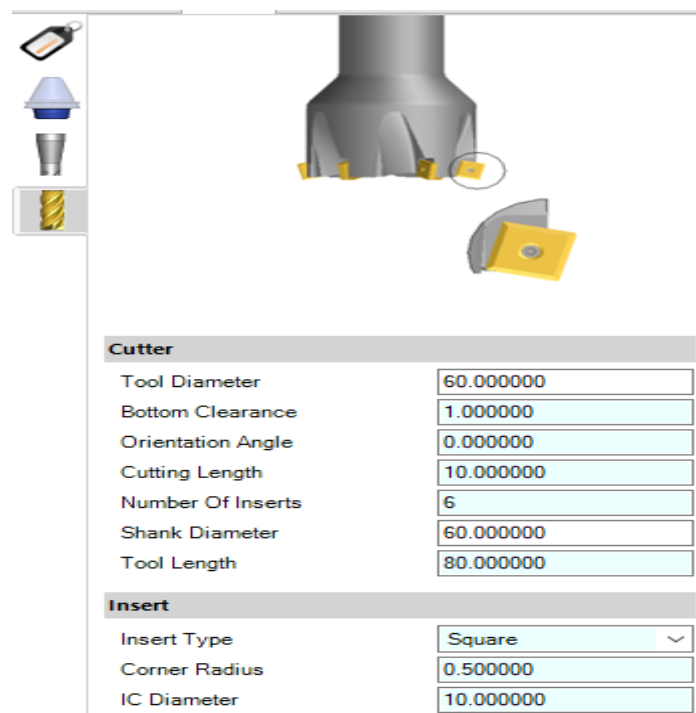 Cutter
Tool Diameter 60.000000
Bottom Clearance 1.000000
Orientation Angle 0.000000
Cutting Length 10.000000
Number Of Inserts 6
Shank Diameter 60.000000
Tool Length 80.000000
Insert
Insert Type Square
Corner Radius 0.500000
IC Diameter 10.000000